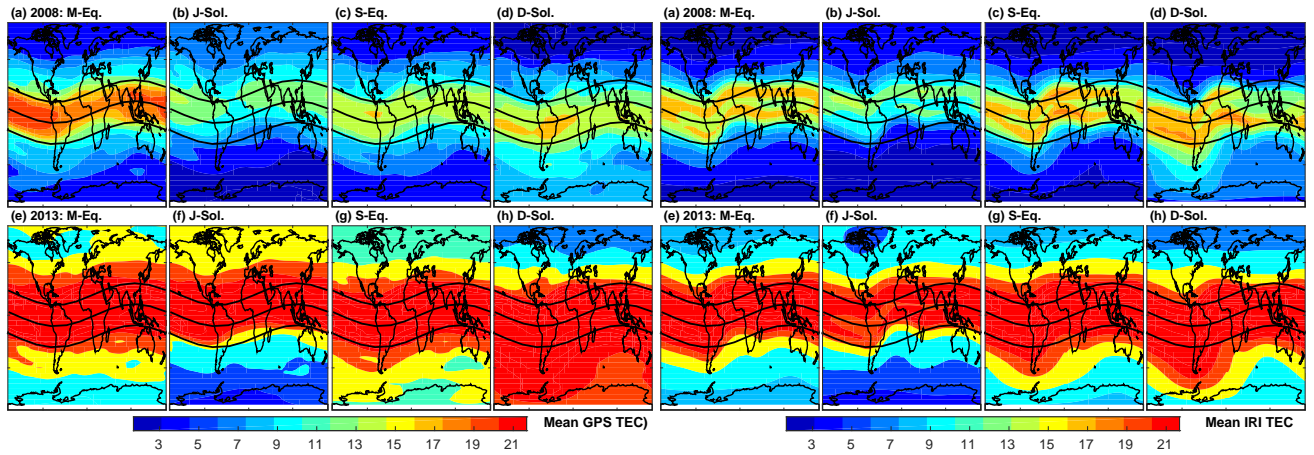 (a) 2008: M-Eq. (b) J-Sol. (c) S-Eq. (d) D-Sol. (a) 2008: M-Eq. (b) J-Sol. (c) S-Eq. (d) D-Sol.
(e) 2013: M-Eq. (f) J-Sol. (g) S-Eq. (h) D-Sol. (e) 2013: M-Eq. (f) J-Sol. (g) S-Eq. (h) D-Sol.
Mean GPS TEC) Mean IRI TEC
3 5 7 9 11 13 15 17 19 21 3 5 7 9 11 13 15 17 19 21